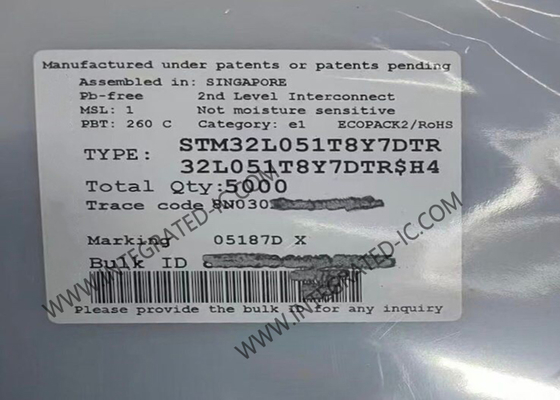 Manufactured under patents or patents pending
Assembled in: SINGAPORE
Pb-free 2nd Level Interconnect
MSL: 1 Not moisture sensitive
PBT: 260 C Category: e1 ECOPACK2/RoHS
TYPE: STM32L051T8Y7DTR
32L051T8Y7DTR$H4
Total Qty: 5000
Trace code PN030
Marking 05187D X
Bulk ID
Please provide the bulk ID for any inquiry
WWW.INTEGRATED-IC.COM
WWW.INTEGRATED-IC.COM